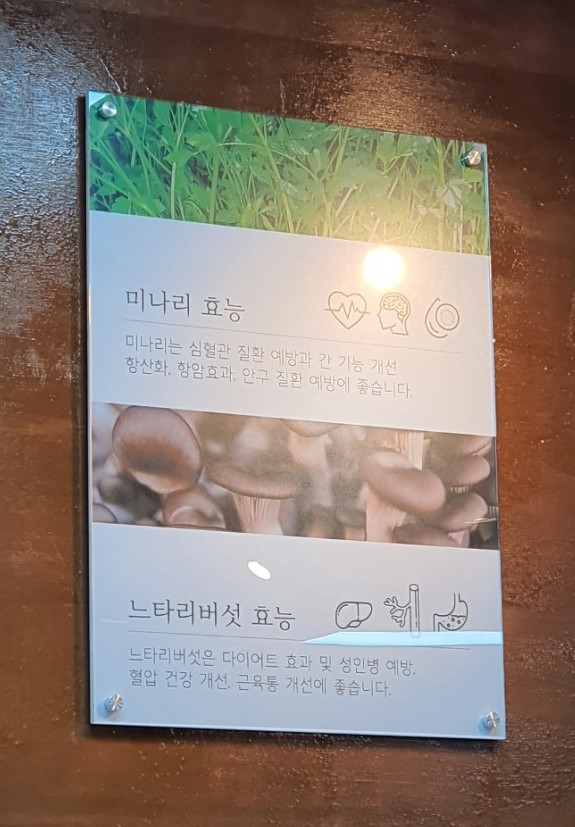 미나리 효능
미나리는 심혈관 질환 예방과 간 기능 개선
항산화, 항암효과, 안구 질환 예방에 좋습니다.
느타리버섯 효능
느타리버섯은 다이어트 효과 및 성인병 예방,
혈압 건강 개선, 근육통 개선에 좋습니다.